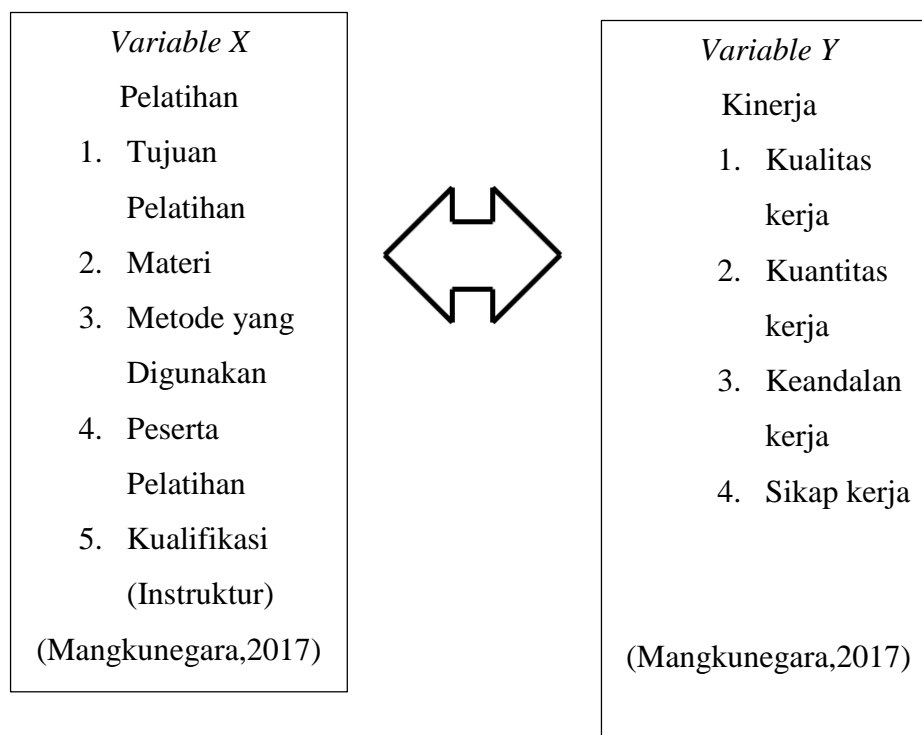 Variable X
Pelatihan
1. Tujuan
Pelatihan
2. Materi
3. Metode yang
Digunakan
4. Peserta
Pelatihan
5. Kualifikasi
(Instruktur)
(Mangkunegara,2017)
Variable Y
Kinerja
1. Kualitas
kerja
2. Kuantitas
kerja
3. Keandalan
kerja
4. Sikap kerja
(Mangkunegara,2017)